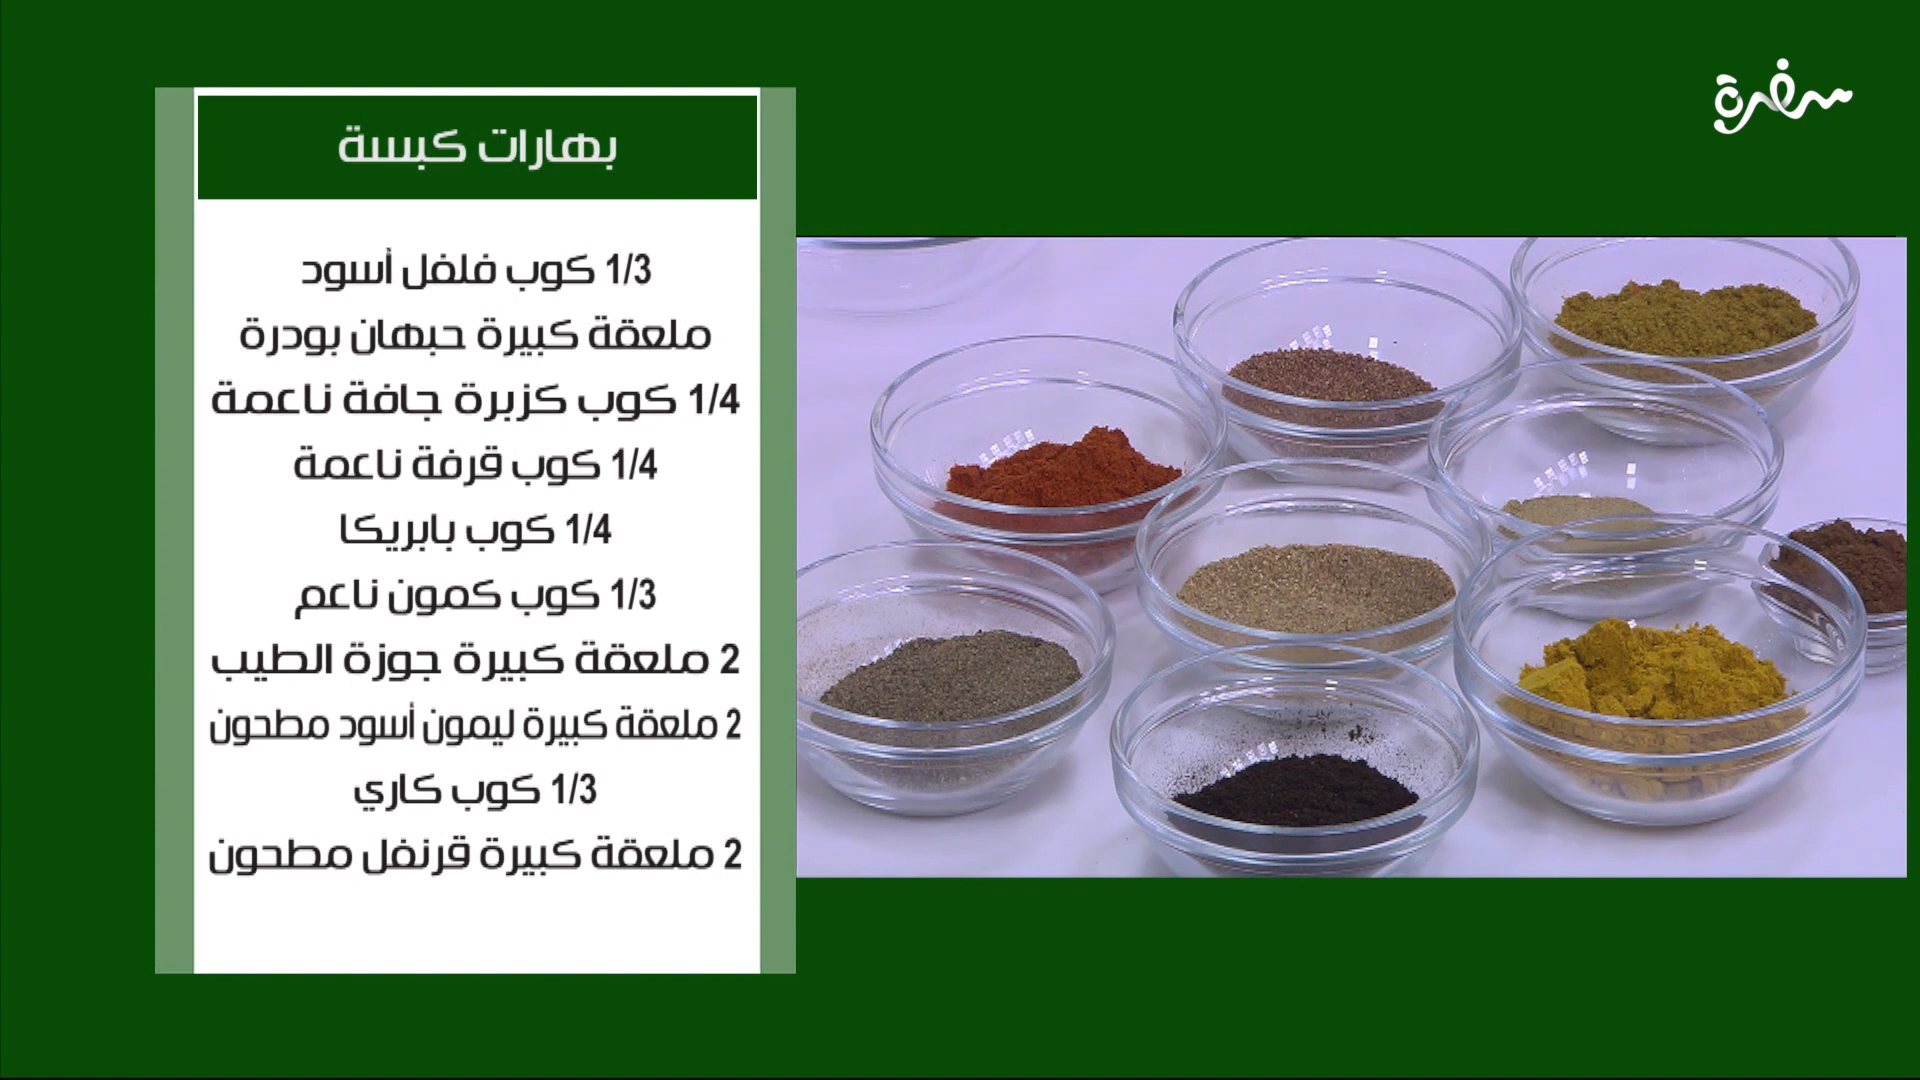 سفرة
بهارات كبسة
1/3 كوب فلفل أسود
ملعقة كبيرة حبهان بودرة
1/4 كوب كزبرة جافة ناعمة
1/4 كوب قرفة ناعمة
1/4 كوب بابريكا
1/3 كوب كمون ناعم
2 ملعقة كبيرة جوزة الطيب
2 ملعقة كبيرة ليمون أسود مطحون
1/3 كوب كاري
2 ملعقة كبيرة قرنفل مطحون